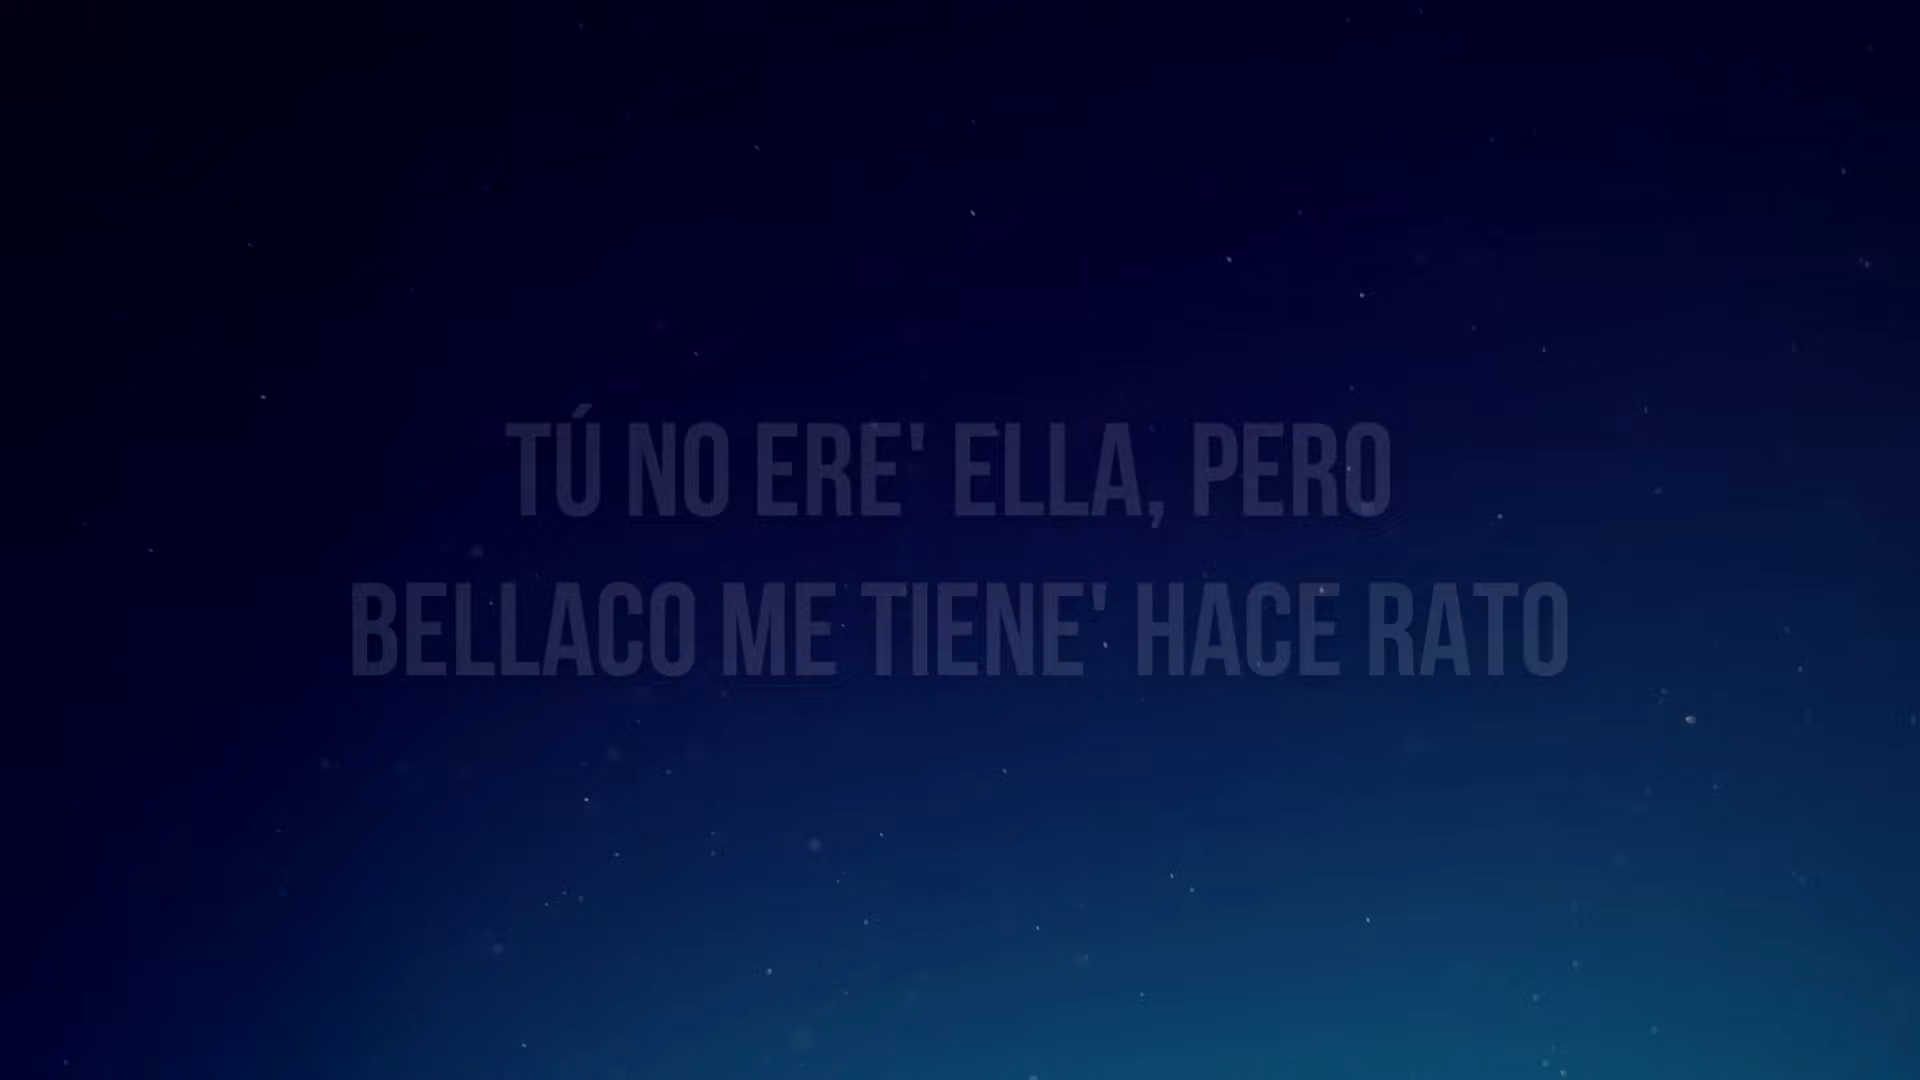 TÚ NO ERE' ELLA, PERO
BELLACO ME TIENE' HACE RATO